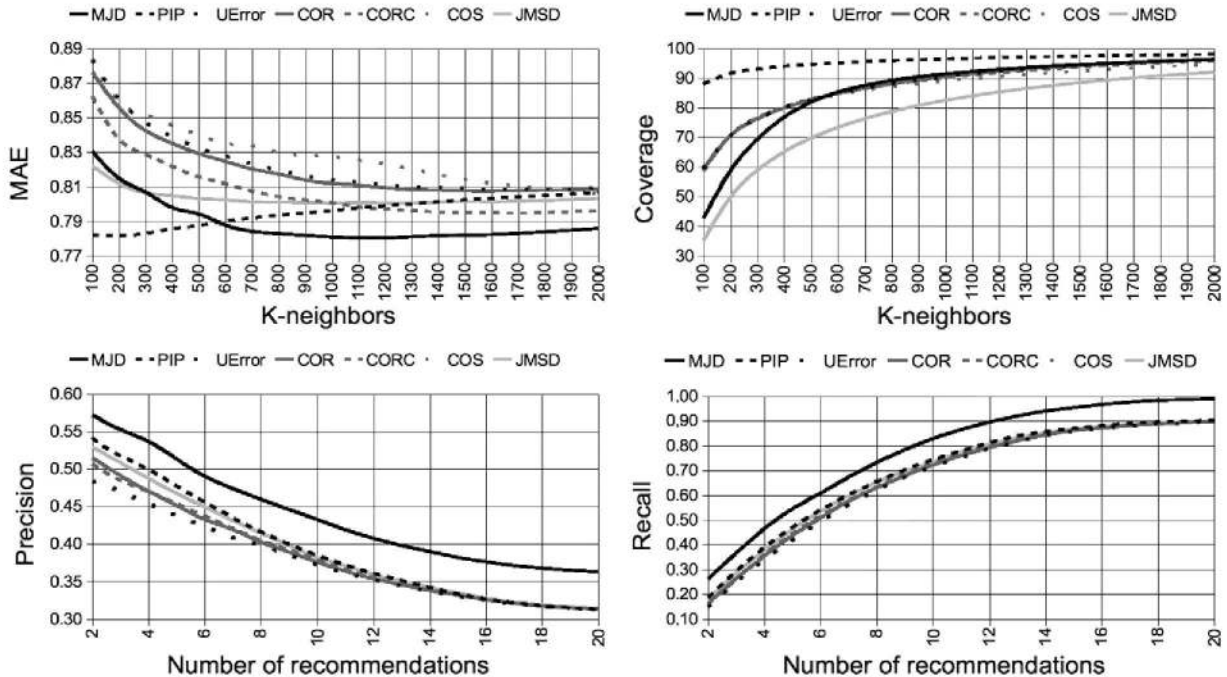 MJD PIP UError COR CORC COS JMSD
0.89
0.87
0.85
0.83
0.81
0.79
0.77
MAE
100 200 300 400 500 600 700 800 900 1000 1100 1200 1300 1400 1500 1600 1700 1800 1900 2000
K-neighbors
MJD PIP UError COR CORC COS JMSD
100
90
80
70
60
50
40
30
Coverage
100 200 300 400 500 600 700 800 900 1000 1100 1200 1300 1400 1500 1600 1700 1800 1900 2000
K-neighbors
MJD PIP UError COR CORC COS JMSD
0.60
0.55
0.50
0.45
0.40
0.35
0.30
Precision
2 4 6 8 10 12 14 16 18 20
Number of recommendations
MJD PIP UError COR CORC COS JMSD
1.00
0.90
0.80
0.70
0.60
0.50
0.40
0.30
0.20
0.10
Recall
2 4 6 8 10 12 14 16 18 20
Number of recommendations